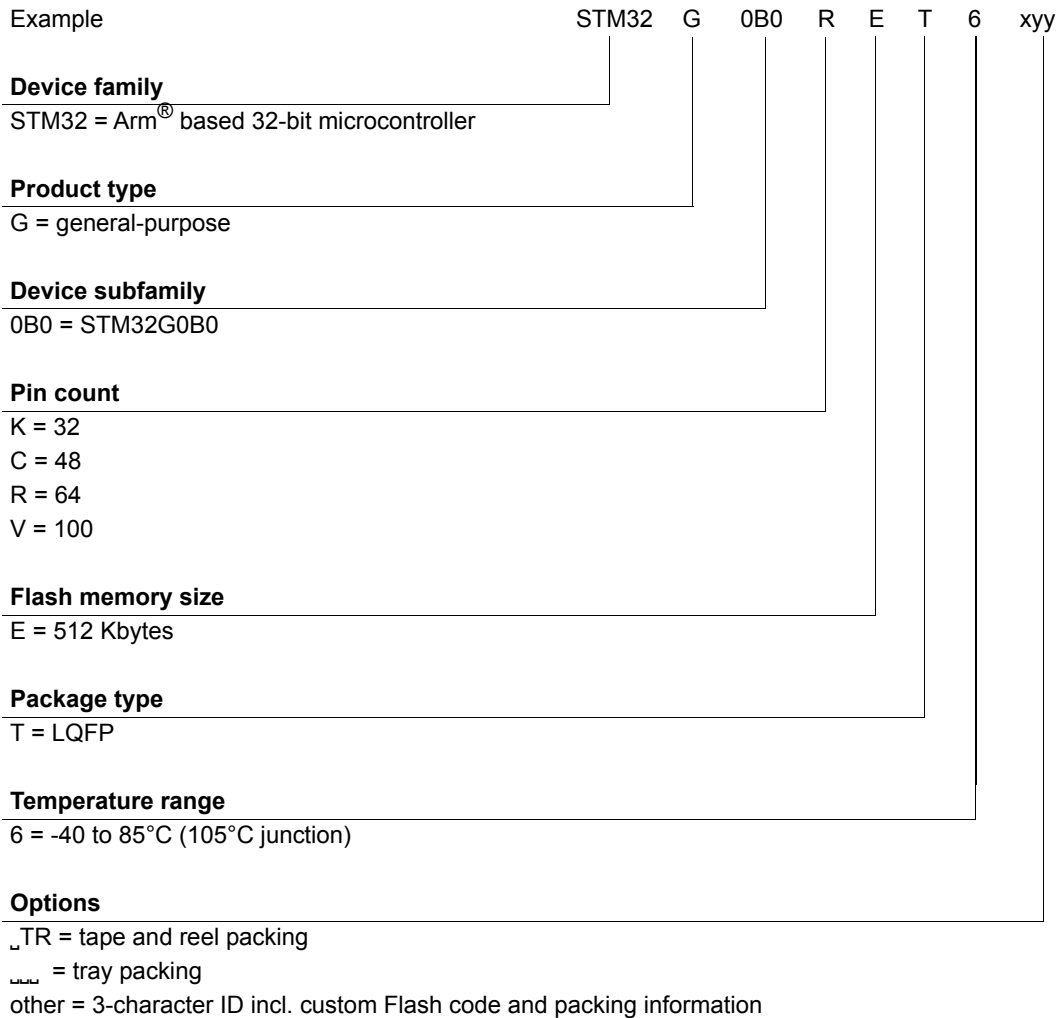 Example STM32 G 0B0 R E T 6 xyy
Device family
STM32 = Arm® based 32-bit microcontroller
Product type
G = general-purpose
Device subfamily
0B0 = STM32G0B0
Pin count
K = 32
C = 48
R = 64
V = 100
Flash memory size
E = 512 Kbytes
Package type
T = LQFP
Temperature range
6 = -40 to 85°C (105°C junction)
Options
␣TR = tape and reel packing
␣␣␣ = tray packing
other = 3-character ID incl. custom Flash code and packing information